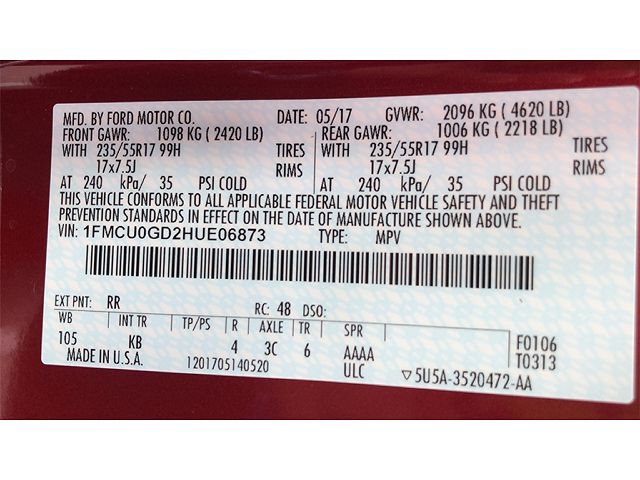 MFD. BY FORD MOTOR CO. DATE: 05/17 GVWR: 2096 KG ( 4620 LB)
FRONT GAWR: 1098 KG ( 2420 LB) REAR GAWR: 1006 KG ( 2218 LB)
WITH 235/55R17 99H TIRES WITH 235/55R17 99H TIRES
17x7.5J RIMS 17x7.5J RIMS
AT 240 kPa/ 35 PSI COLD AT 240 kPa/ 35 PSI COLD
THIS VEHICLE CONFORMS TO ALL APPLICABLE FEDERAL MOTOR VEHICLE SAFETY AND THEFT
PREVENTION STANDARDS IN EFFECT ON THE DATE OF MANUFACTURE SHOWN ABOVE.
VIN: 1FMCU0GD2HUE06873 TYPE: MPV
EXT PNT: RR RC: 48 DSO:
WB INT TR TP/PS R AXLE TR SPR
105 KB 4 3C 6 AAAA F0106
MADE IN U.S.A. 1201705140520 ULC T0313
▽5U5A-3520472-AA